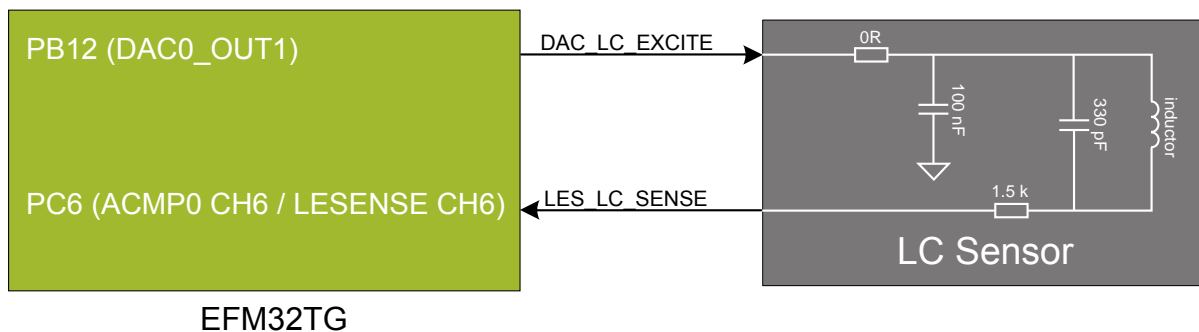 PB12 (DAC0_OUT1)
DAC_LC_EXCITE
0R
100 nF
330 pF
inductor
PC6 (ACMP0 CH6 / LESENSE CH6)
LES_LC_SENSE
1.5 k
LC Sensor
EFM32TG